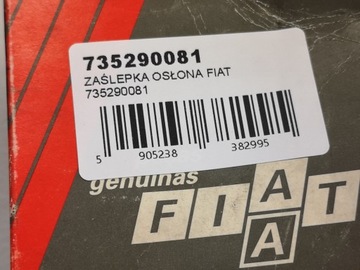 735290081
ZAŚLEPKA OSŁONA FIAT
735290081
5 905238 382995
genuinas
FIAT
A